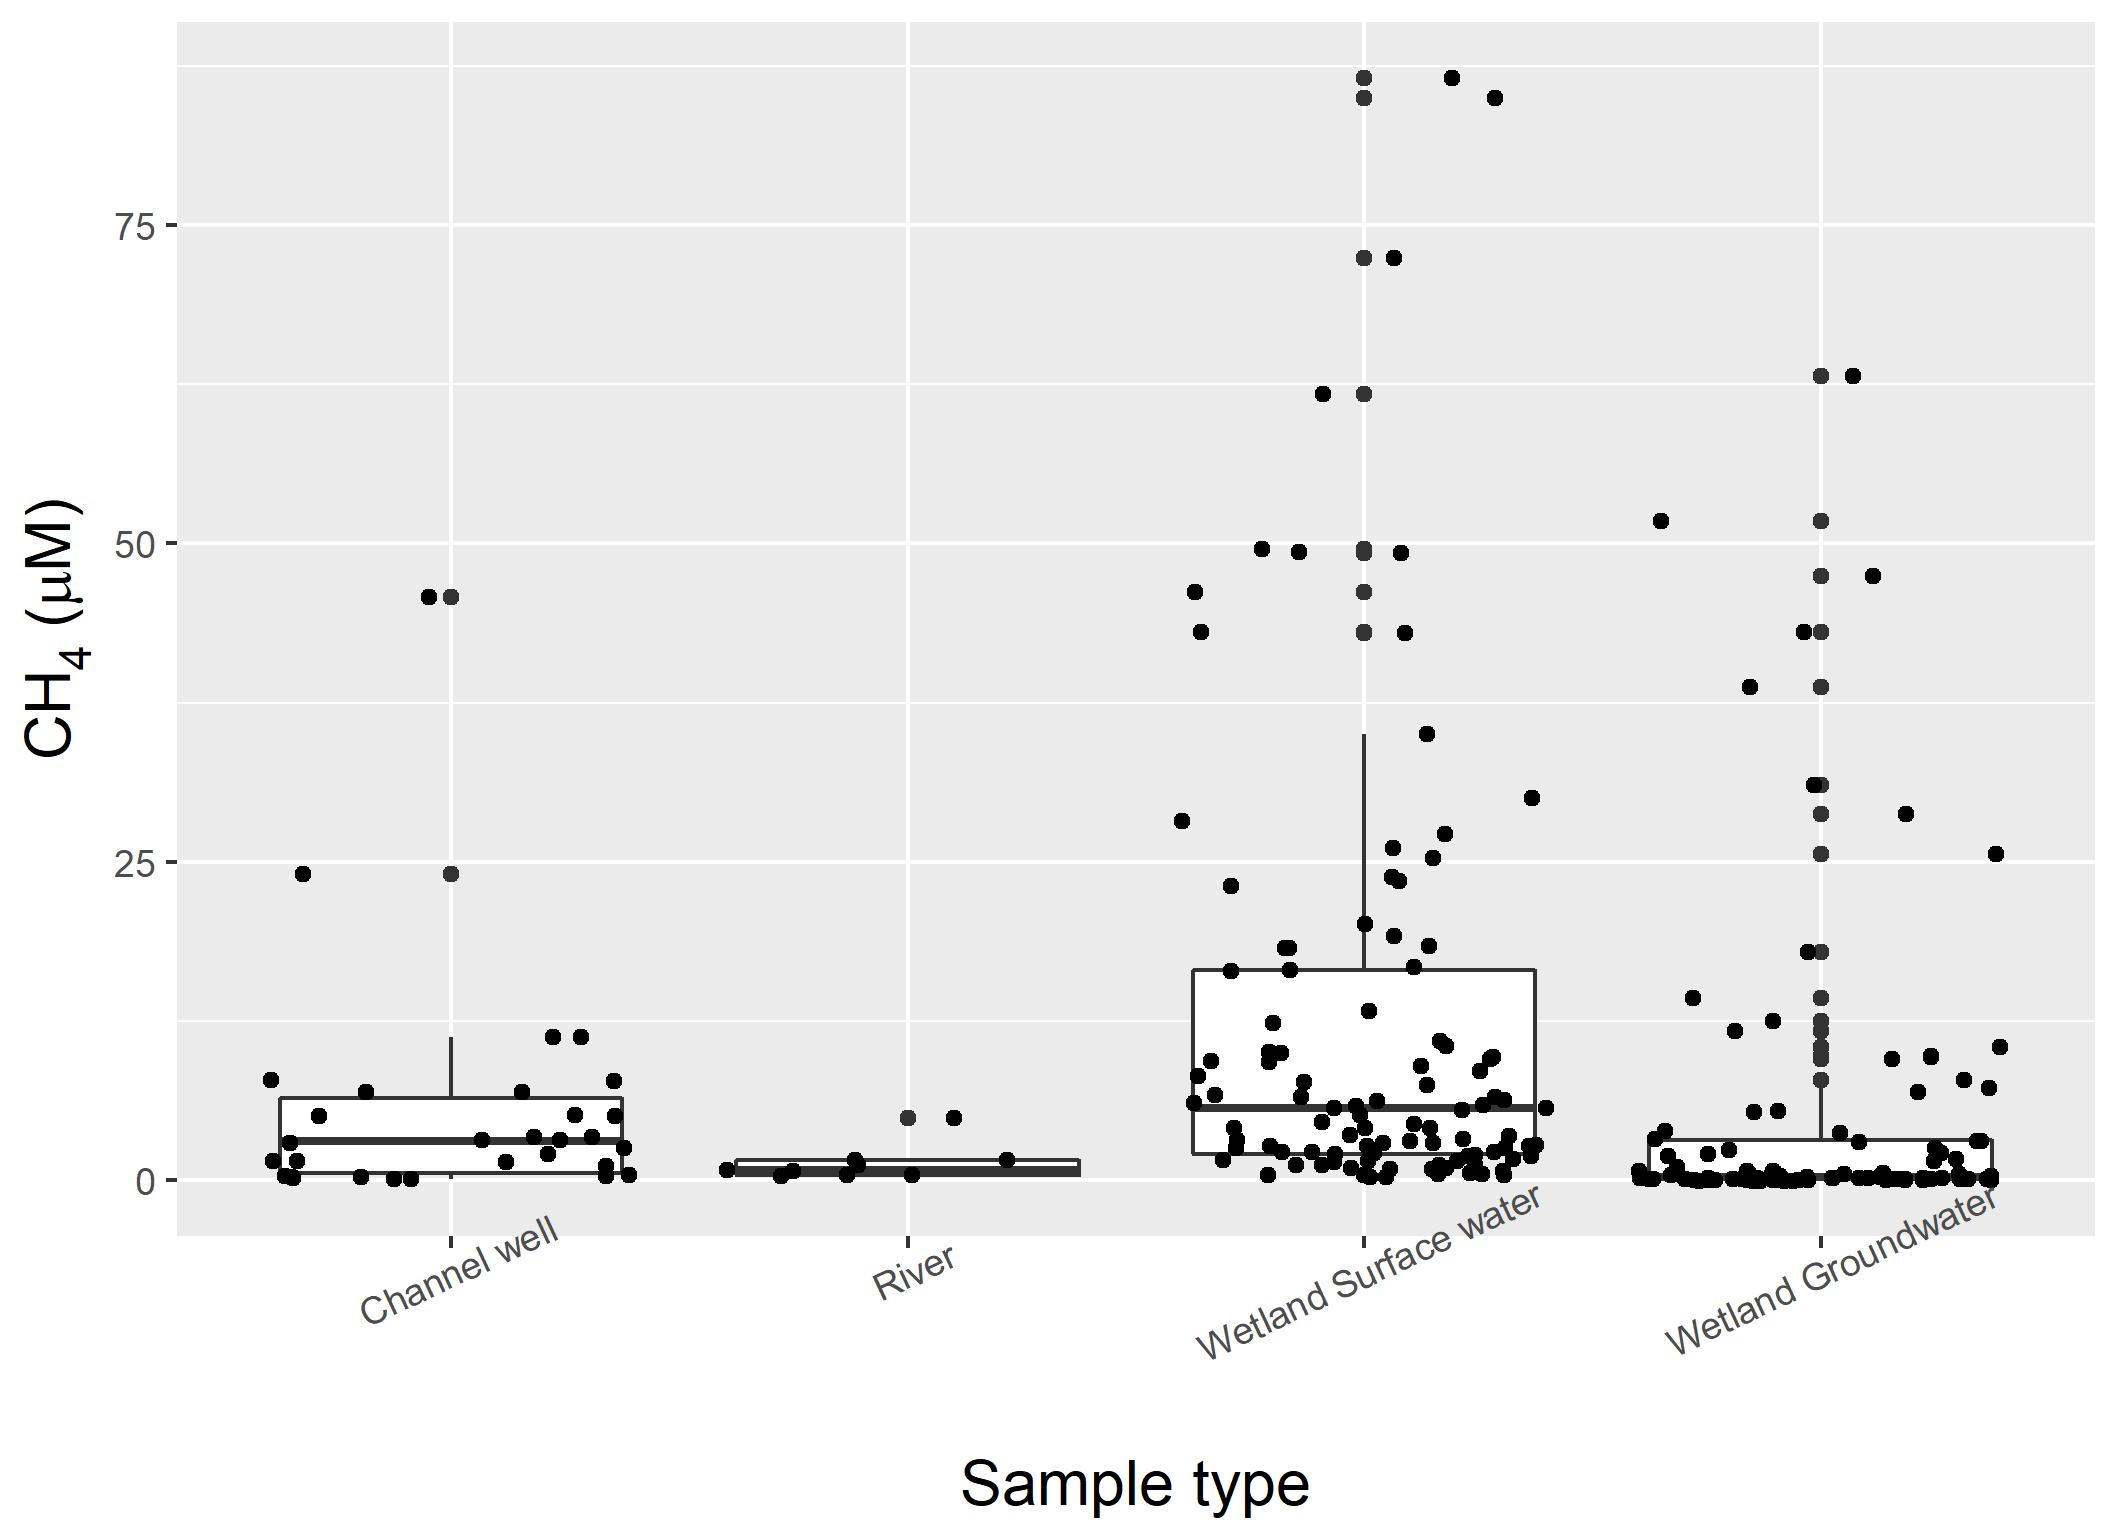 CH4 (μM)
75
50
25
0
Channel well
River
Wetland Surface water
Wetland Groundwater
Sample type